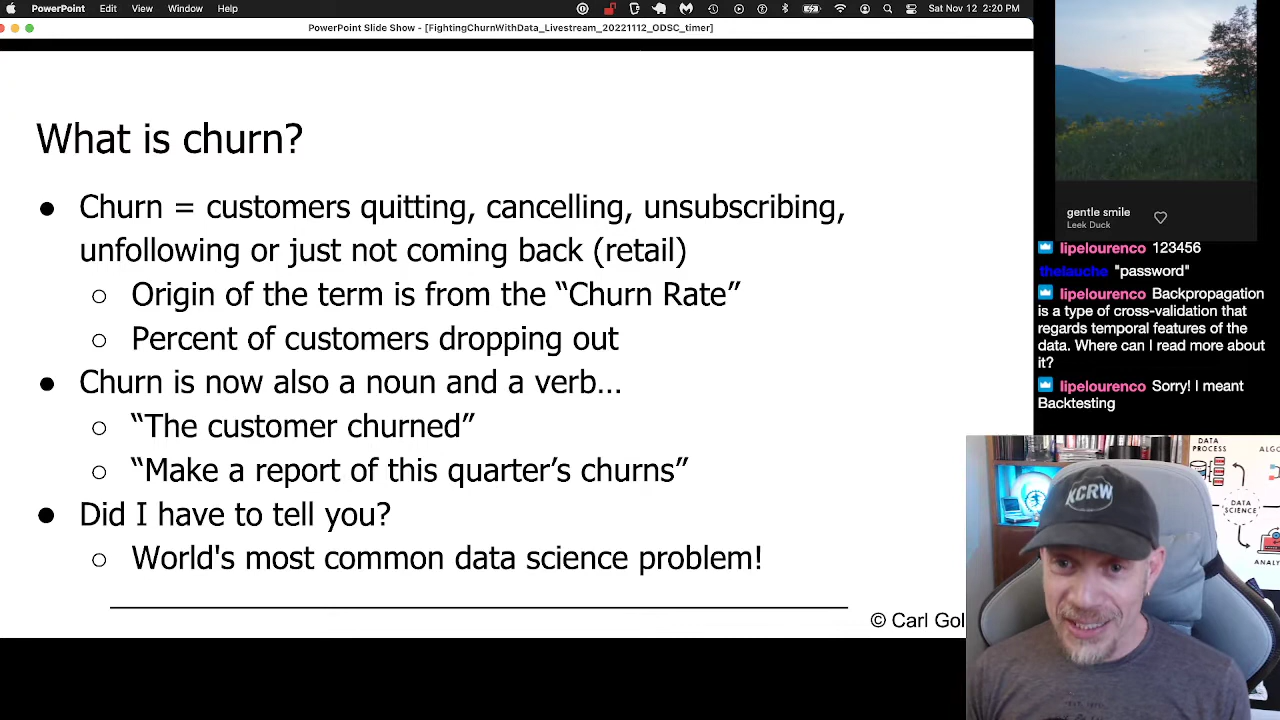 PowerPoint Edit View Window Help
Sat Nov 12 2:20 PM
PowerPoint Slide Show - [FightingChurnWithData_Livestream_20221112_ODSC_timer]
What is churn?
● Churn = customers quitting, cancelling, unsubscribing,
unfollowing or just not coming back (retail)
○ Origin of the term is from the “Churn Rate”
○ Percent of customers dropping out
● Churn is now also a noun and a verb…
○ “The customer churned”
○ “Make a report of this quarter’s churns”
● Did I have to tell you?
○ World's most common data science problem!
© Carl Gol
gentle smile
Leek Duck
lipelourenco 123456
thelauche "password"
lipelourenco Backpropagation
is a type of cross-validation that
regards temporal features of the
data. Where can I read more about
it?
lipelourenco Sorry! I meant
Backtesting
DATA
PROCESS
ALGO
DATA
SCIENCE
ANALY
KCRW